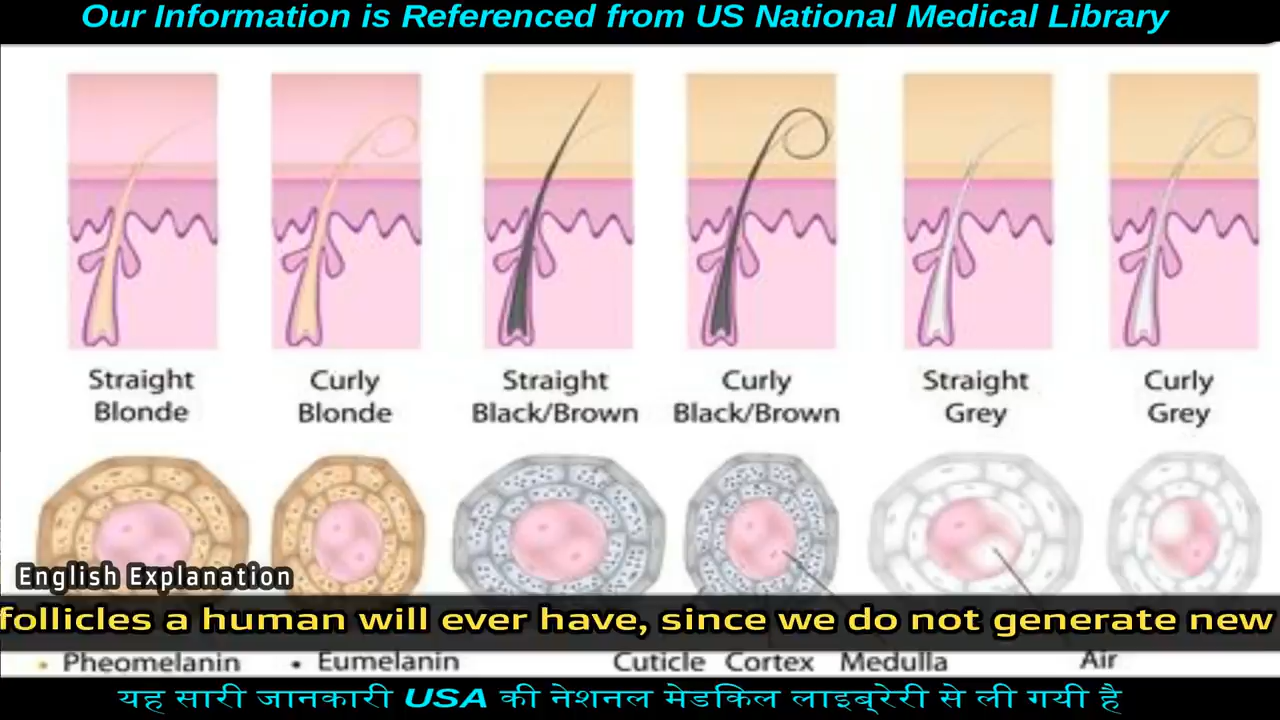 Our Information is Referenced from US National Medical Library
Straight Blonde
Curly Blonde
Straight Black/Brown
Curly Black/Brown
Straight Grey
Curly Grey
English Explanation
follicles a human will ever have, since we do not generate new
• Pheomelanin • Eumelanin Cuticle Cortex Medulla Air
यह सारी जानकारी USA की नेशनल मेडकिल लाइब्रेरी से ली गयी है